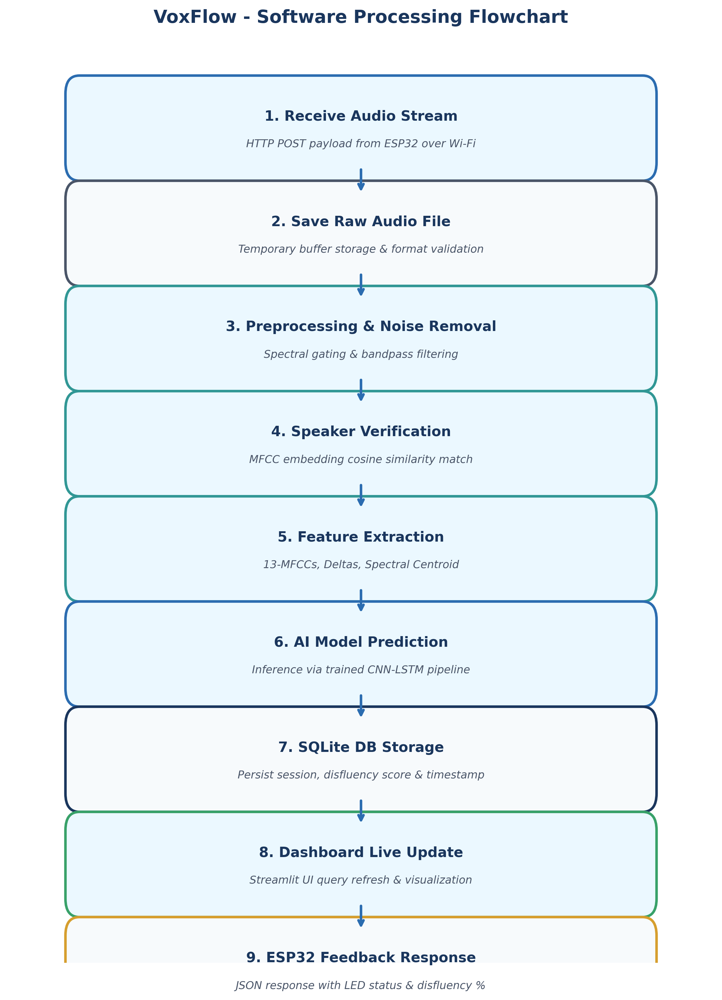 VoxFlow - Software Processing Flowchart
1. Receive Audio Stream
HTTP POST payload from ESP32 over Wi-Fi
2. Save Raw Audio File
Temporary buffer storage & format validation
3. Preprocessing & Noise Removal
Spectral gating & bandpass filtering
4. Speaker Verification
MFCC embedding cosine similarity match
5. Feature Extraction
13-MFCCs, Deltas, Spectral Centroid
6. AI Model Prediction
Inference via trained CNN-LSTM pipeline
7. SQLite DB Storage
Persist session, disfluency score & timestamp
8. Dashboard Live Update
Streamlit UI query refresh & visualization
9. ESP32 Feedback Response
JSON response with LED status & disfluency %